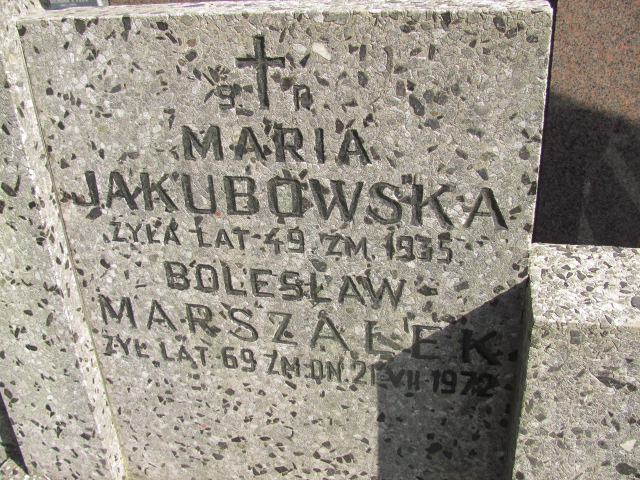 Ś P
MARIA
JAKUBOWSKA
ŻYŁA LAT 49 ZM. 1935
BOLESŁAW
MARSZAŁEK
ŻYŁ LAT 69 ZM. DN. 21 VII 1972